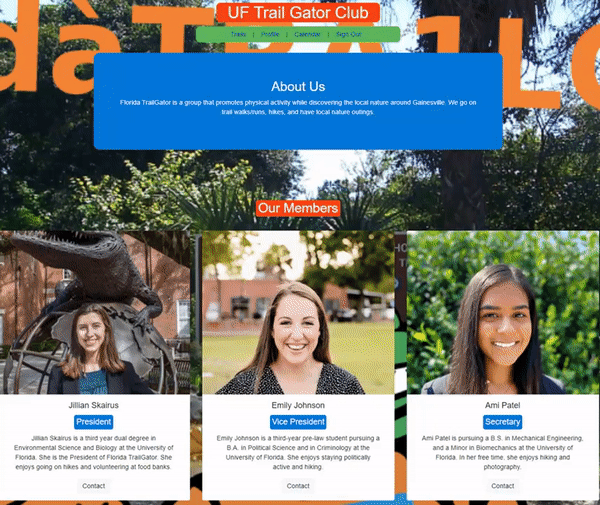 UF Trail Gator Club
Trails | Profile | Calendar | Sign Out
About Us
Florida TrailGator is a group that promotes physical activity while discovering the local nature around Gainesville. We go on
trail walks/runs, hikes, and have local nature outings.
Our Members
Jillian Skairus
Emily Johnson
Ami Patel
President
Vice President
Secretary
Jillian Skairus is a third year dual degree in
Environmental Science and Biology at the University of
Florida. She is the President of Florida TrailGator. She
enjoys going on hikes and volunteering at food banks.
Emily Johnson is a third-year pre-law student pursuing a
B.A. in Political Science and in Criminology at the
University of Florida. She enjoys staying politically
active and hiking.
Ami Patel is pursuing a B.S. in Mechanical Engineering,
and a Minor in Biomechanics at the University of
Florida. In her free time, she enjoys hiking and
photography.
Contact
Contact
Contact